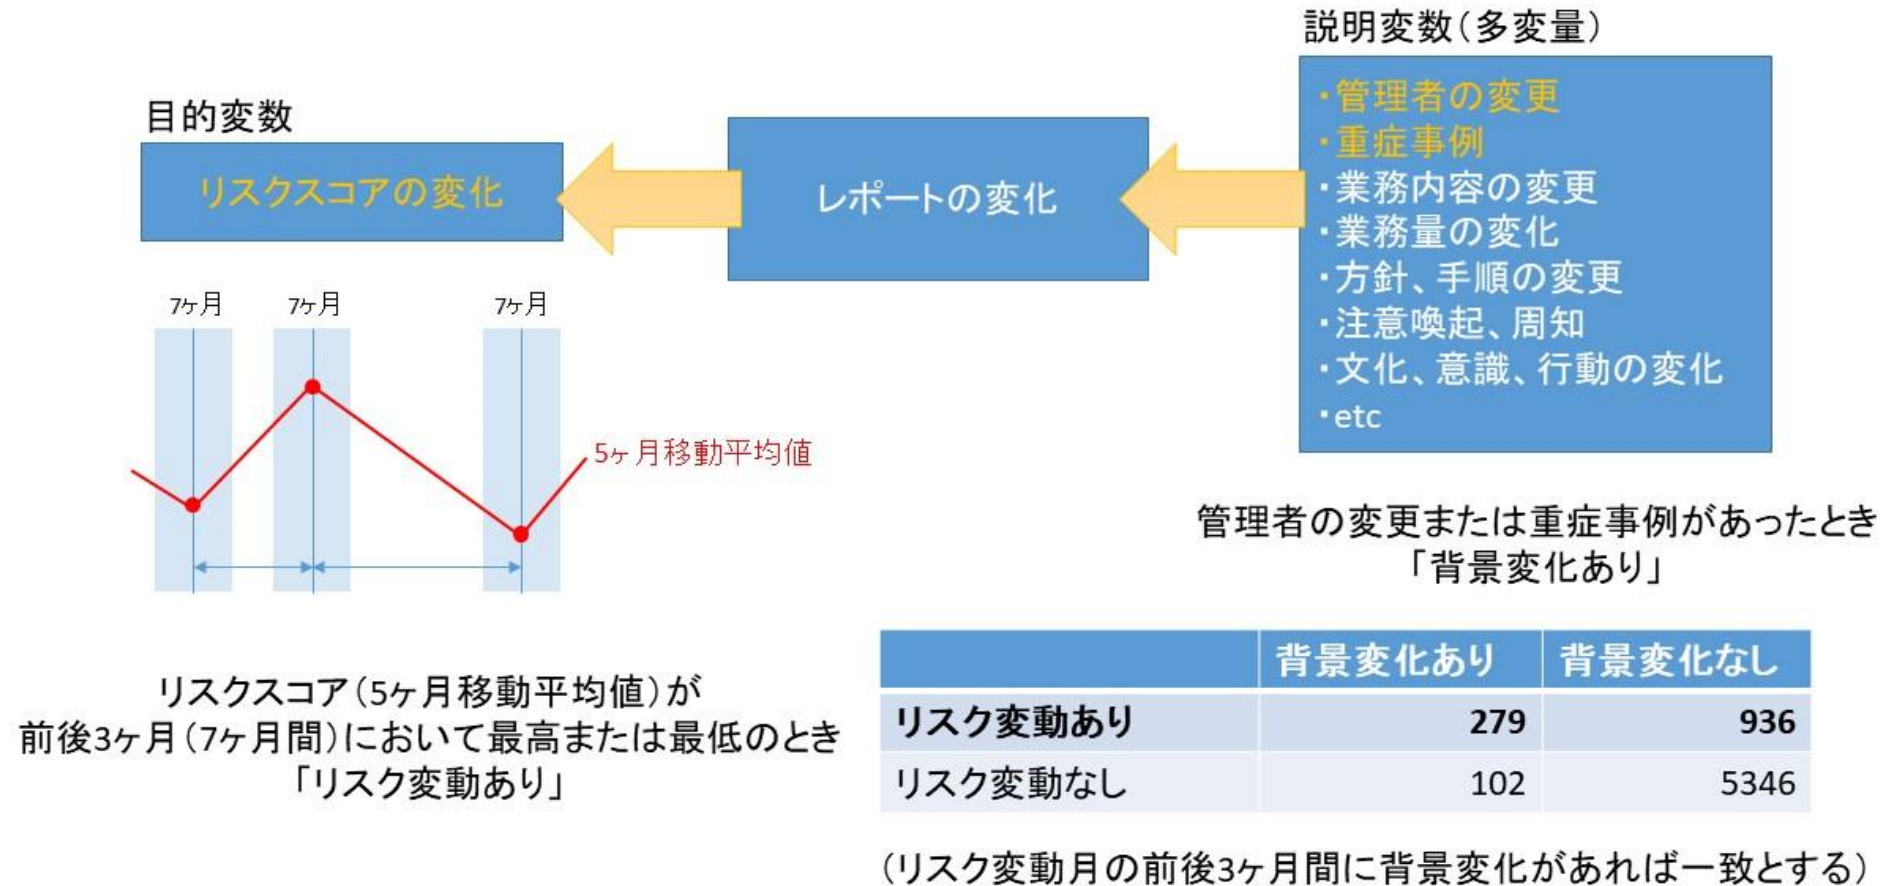 説明変数（多変量）
・管理者の変更
・重症事例
・業務内容の変更
・業務量の変化
・方針、手順の変更
・注意喚起、周知
・文化、意識、行動の変化
・etc
目的変数
リスクスコアの変化
レポートの変化
7ヶ月
7ヶ月
7ヶ月
5ヶ月移動平均値
管理者の変更または重症事例があったとき
「背景変化あり」
リスクスコア（5ヶ月移動平均値）が
前後3ヶ月（7ヶ月間）において最高または最低のとき
「リスク変動あり」
背景変化あり 背景変化なし
リスク変動あり 279 936
リスク変動なし 102 5346
（リスク変動月の前後3ヶ月間に背景変化があれば一致とする）